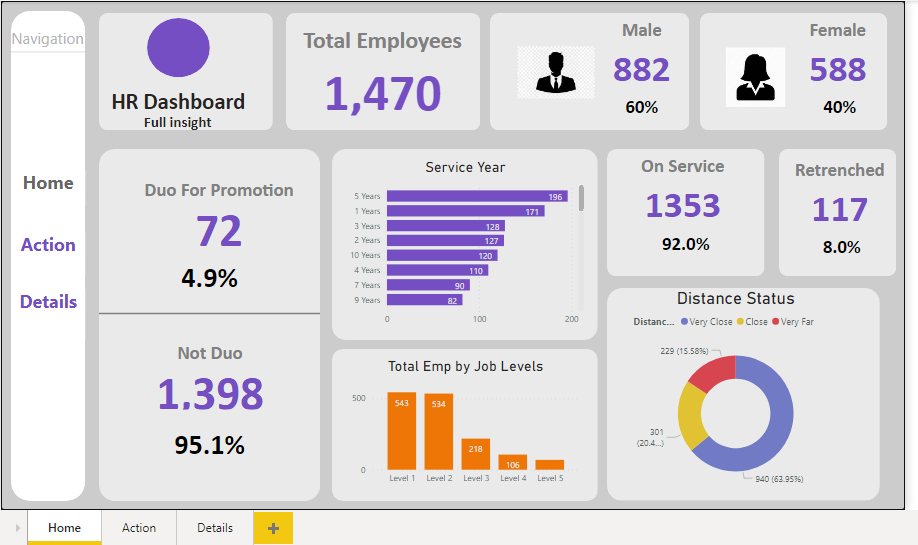 Navigation
Home
Action
Details
HR Dashboard
Full insight
Total Employees
1,470
Male
882
60%
Female
588
40%
Duo For Promotion
72
4.9%
Not Duo
1,398
95.1%
Service Year
5 Years 196
1 Years 171
3 Years 128
2 Years 127
10 Years 120
4 Years 110
7 Years 90
9 Years 82
0 100 200
Total Emp by Job Levels
500
0
543 534 218 106
Level 1 Level 2 Level 3 Level 4 Level 5
On Service
1353
92.0%
Retrenched
117
8.0%
Distance Status
Distanc... Very Close Close Very Far
229 (15.58%)
301
(20.4...)
940 (63.95%)
Home Action Details +